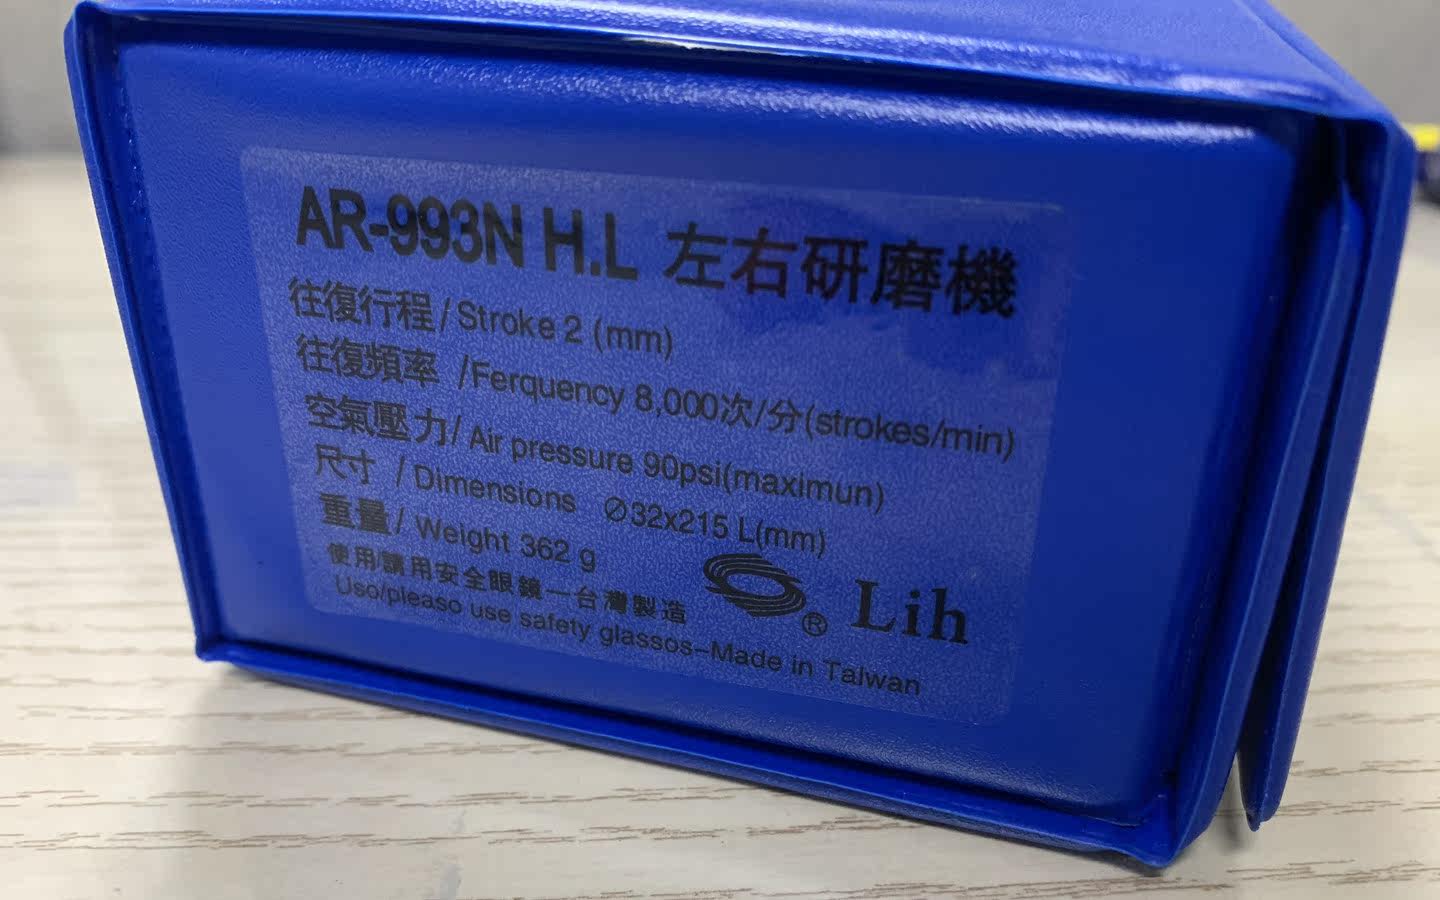 AR-993N H.L 左右研磨機
往復行程/Stroke 2 (mm)
往復頻率 /Ferquency 8,000次/分(strokes/min)
空氣壓力/Air pressure 90psi(maximun)
尺寸 /Dimensions ∅32x215 L(mm)
重量/Weight 362 g
使用/請用安全眼鏡—台灣製造
Uso/pleaso use safety glassos–Made in Talwan
® Lih